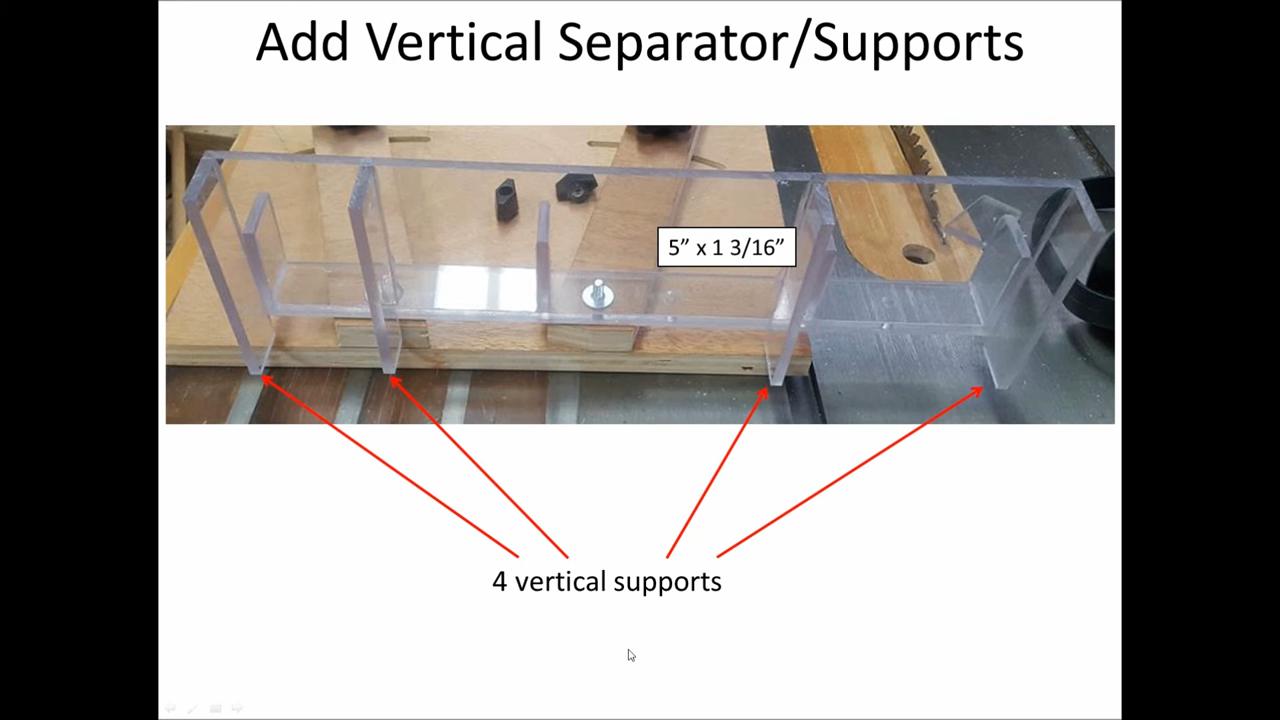 Add Vertical Separator/Supports
5” x 1 3/16”
4 vertical supports